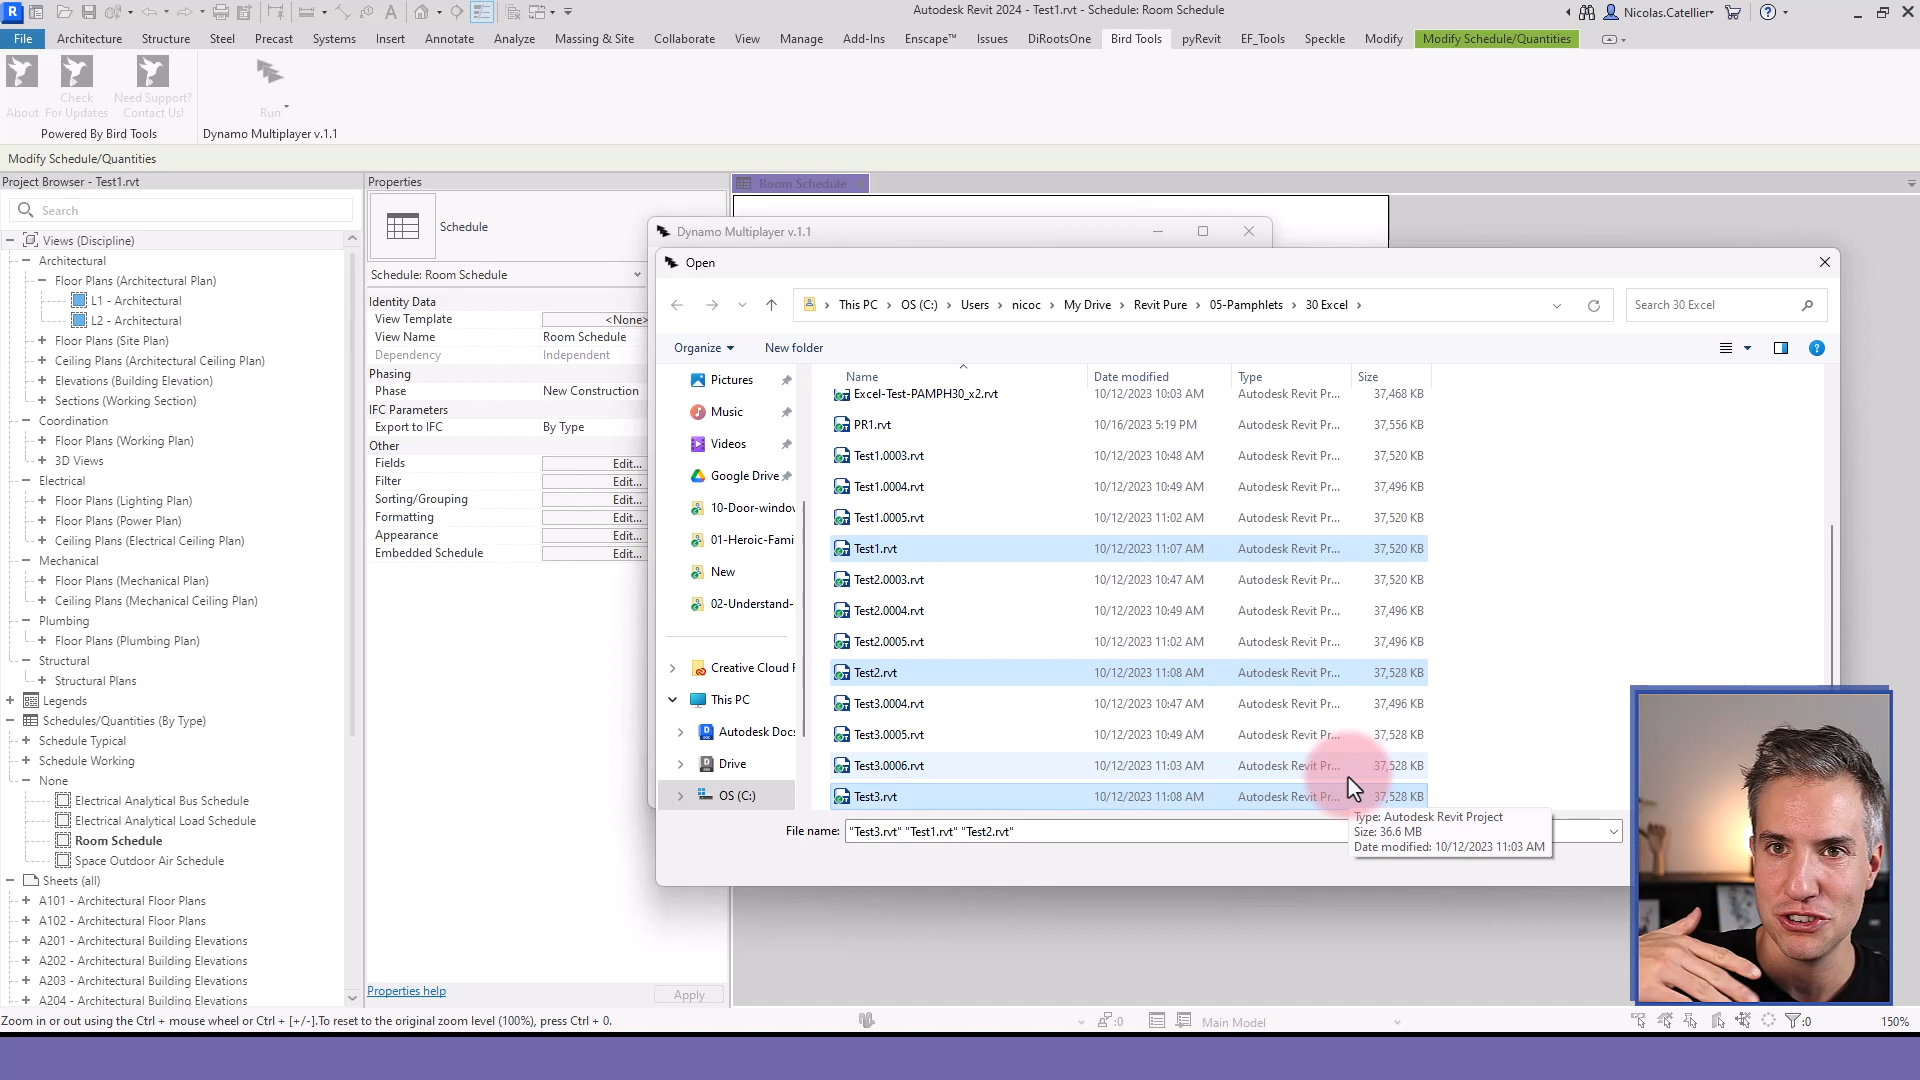 Autodesk Revit 2024 - Test1.rvt - Schedule: Room Schedule
Nicolas.Catellier
File Architecture Structure Steel Precast Systems Insert Annotate Analyze Massing & Site Collaborate View Manage Add-Ins Enscape™ Issues DiRootsOne Bird Tools pyRevit EF_Tools Speckle Modify Modify Schedule/Quantities
About
Check For Updates
Need Support? Contact Us!
Run
Powered By Bird Tools
Dynamo Multiplayer v.1.1
Modify Schedule/Quantities
Project Browser - Test1.rvt
Search
Views (Discipline)
Architectural
Floor Plans (Architectural Plan)
L1 - Architectural
L2 - Architectural
Floor Plans (Site Plan)
Ceiling Plans (Architectural Ceiling Plan)
Elevations (Building Elevation)
Sections (Working Section)
Coordination
Floor Plans (Working Plan)
3D Views
Electrical
Floor Plans (Lighting Plan)
Floor Plans (Power Plan)
Ceiling Plans (Electrical Ceiling Plan)
Mechanical
Floor Plans (Mechanical Plan)
Ceiling Plans (Mechanical Ceiling Plan)
Plumbing
Floor Plans (Plumbing Plan)
Structural
Structural Plans
Legends
Schedules/Quantities (By Type)
Schedule Typical
Schedule Working
None
Electrical Analytical Bus Schedule
Electrical Analytical Load Schedule
Room Schedule
Space Outdoor Air Schedule
Sheets (all)
A101 - Architectural Floor Plans
A102 - Architectural Floor Plans
A201 - Architectural Building Elevations
A202 - Architectural Building Elevations
A203 - Architectural Building Elevations
A204 - Architectural Building Elevations
Properties
Schedule
Schedule: Room Schedule
Identity Data
View Template <None>
View Name Room Schedule
Dependency Independent
Phasing
Phase New Construction
IFC Parameters
Export to IFC By Type
Other
Fields Edit...
Filter Edit...
Sorting/Grouping Edit...
Formatting Edit...
Appearance Edit...
Embedded Schedule Edit...
Properties help
Apply
Room Schedule
Dynamo Multiplayer v.1.1
Open
This PC OS (C:) Users nicoc My Drive Revit Pure 05-Pamphlets 30 Excel
Search 30 Excel
Organize New folder
Pictures
Music
Videos
Google Drive
10-Door-window
01-Heroic-Fami
New
02-Understand-
Creative Cloud F
This PC
Autodesk Docs
Drive
OS (C:)
Name Date modified Type Size
Excel-Test-PAMPH30_x2.rvt 10/12/2023 10:03 AM Autodesk Revit Pr... 37,468 KB
PR1.rvt 10/16/2023 5:19 PM Autodesk Revit Pr... 37,556 KB
Test1.0003.rvt 10/12/2023 10:48 AM Autodesk Revit Pr... 37,520 KB
Test1.0004.rvt 10/12/2023 10:49 AM Autodesk Revit Pr... 37,496 KB
Test1.0005.rvt 10/12/2023 11:02 AM Autodesk Revit Pr... 37,520 KB
Test1.rvt 10/12/2023 11:07 AM Autodesk Revit Pr... 37,520 KB
Test2.0003.rvt 10/12/2023 10:47 AM Autodesk Revit Pr... 37,520 KB
Test2.0004.rvt 10/12/2023 10:49 AM Autodesk Revit Pr... 37,496 KB
Test2.0005.rvt 10/12/2023 11:02 AM Autodesk Revit Pr... 37,496 KB
Test2.rvt 10/12/2023 11:08 AM Autodesk Revit Pr... 37,528 KB
Test3.0004.rvt 10/12/2023 10:47 AM Autodesk Revit Pr... 37,496 KB
Test3.0005.rvt 10/12/2023 10:49 AM Autodesk Revit Pr... 37,528 KB
Test3.0006.rvt 10/12/2023 11:03 AM Autodesk Revit Pr... 37,528 KB
Test3.rvt 10/12/2023 11:08 AM Autodesk Revit Pr... 37,528 KB
File name: "Test3.rvt" "Test1.rvt" "Test2.rvt"
Type: Autodesk Revit Project
Size: 36.6 MB
Date modified: 10/12/2023 11:03 AM
Zoom in or out using the Ctrl + mouse wheel or Ctrl + [+/-].To reset to the original zoom level (100%), press Ctrl + 0.
:0
Main Model
:0
150%